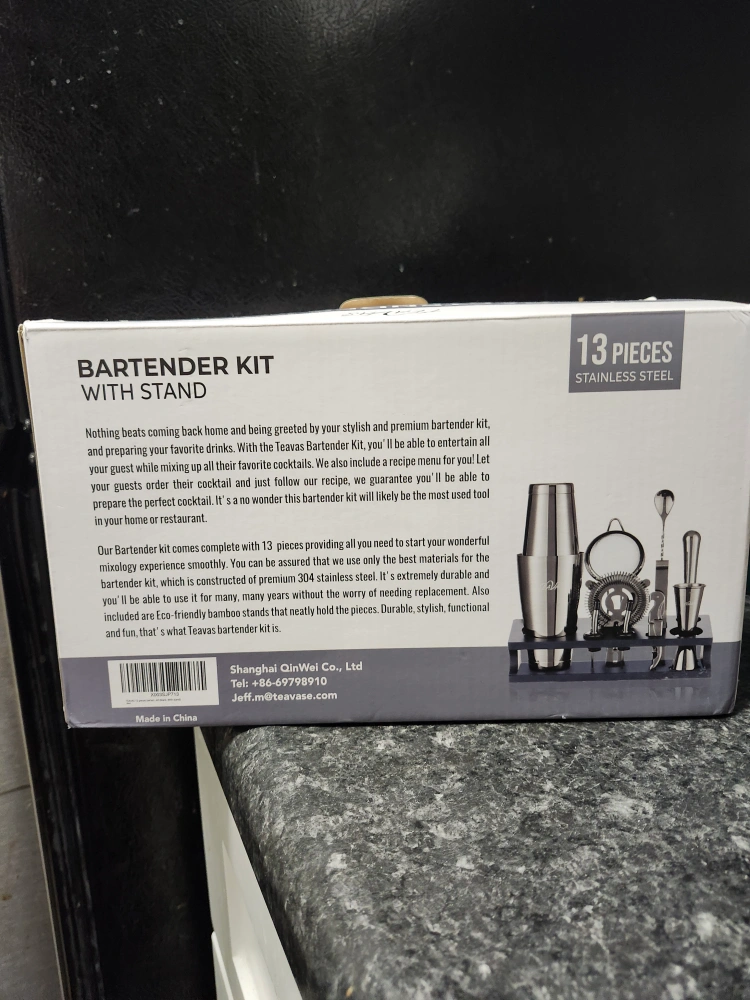 BARTENDER KIT
WITH STAND
13 PIECES
STAINLESS STEEL
Nothing beats coming back home and being greeted by your stylish and premium bartender kit,
and preparing your favorite drinks. With the Teavas Bartender Kit, you'll be able to entertain all
your guest while mixing up all their favorite cocktails. We also include a recipe menu for you! Let
your guests order their cocktail and just follow our recipe, we guarantee you'll be able to
prepare the perfect cocktail. It's a no wonder this bartender kit will likely be the most used tool
in your home or restaurant.
Our Bartender kit comes complete with 13 pieces providing all you need to start your wonderful
mixology experience smoothly. You can be assured that we use only the best materials for the
bartender kit, which is constructed of premium 304 stainless steel. It's extremely durable and
you'll be able to use it for many, many years without the worry of needing replacement. Also
included are Eco-friendly bamboo stands that neatly hold the pieces. Durable, stylish, functional
and fun, that's what Teavas bartender kit is.
Shanghai QinWei Co., Ltd
Tel: +86-69798910
Jeff.m@teavase.com
Made in China